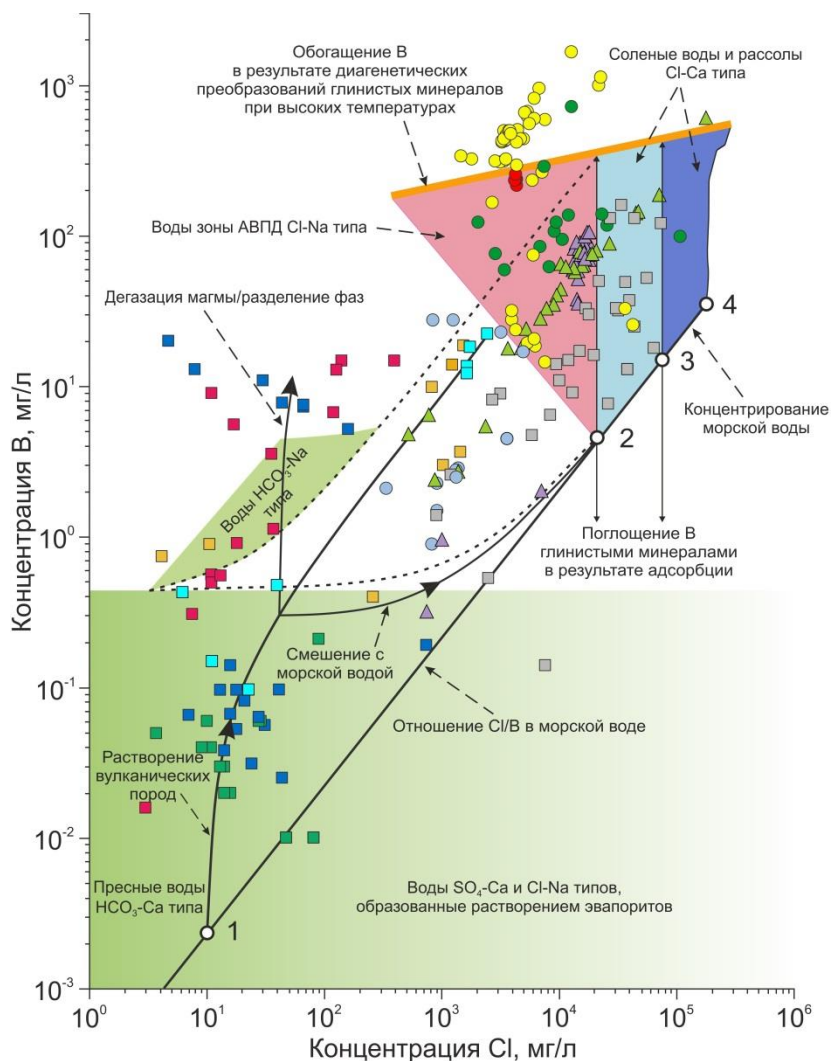 Концентрация В, мг/л
10³
10²
10¹
10⁰
10⁻¹
10⁻²
10⁻³
Обогащение В
в результате диагенетических
преобразований глинистых минералов
при высоких температурах
Соленые воды и рассолы
Cl-Ca типа
Воды зоны АВПД Cl-Na типа
Дегазация магмы/разделение фаз
4
3
Концентрирование
морской воды
2
Воды HCO₃-Na
типа
Поглощение В
глинистыми минералами
в результате адсорбции
Смешение с
морской водой
Отношение Cl/B в морской воде
Растворение
вулканических
пород
Пресные воды
HCO₃-Ca типа
1
Воды SO₄-Ca и Cl-Na типов,
образованные растворением эвапоритов
10⁰ 10¹ 10² 10³ 10⁴ 10⁵ 10⁶
Концентрация Cl, мг/л